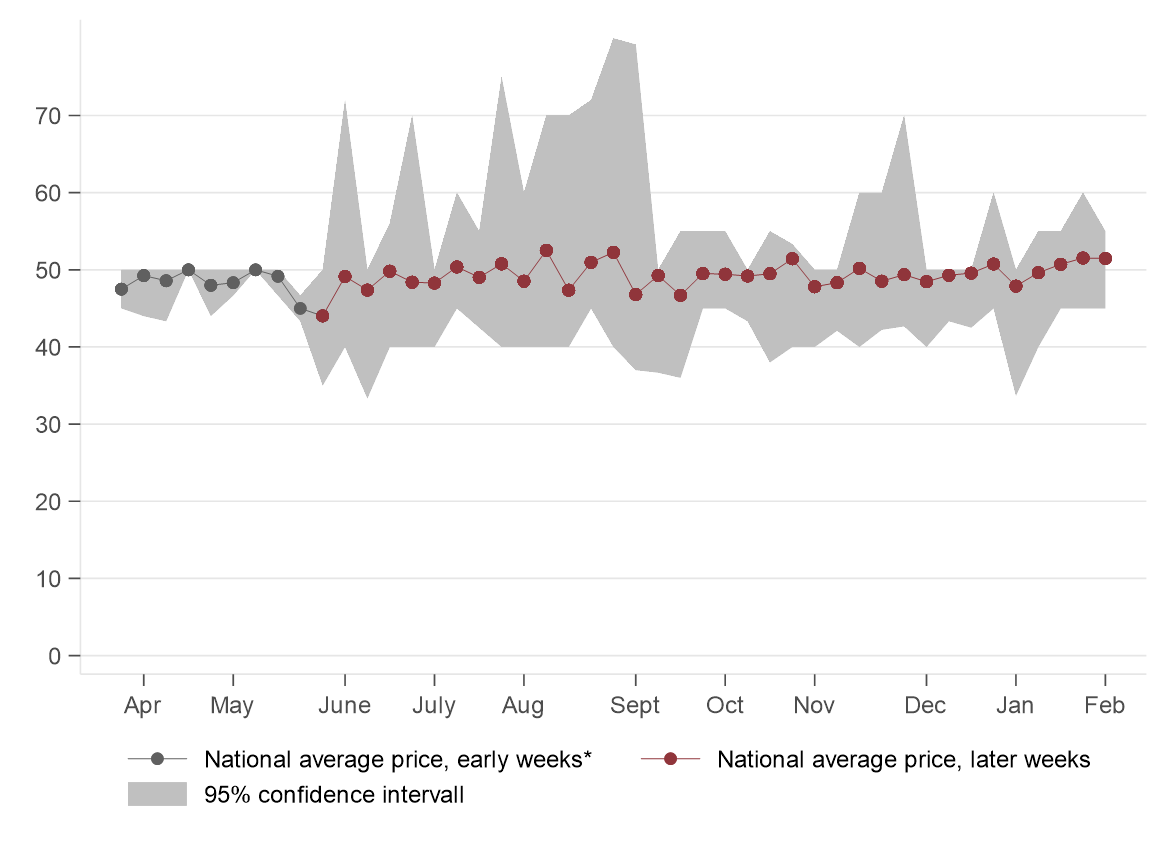 70
60
50
40
30
20
10
0
Apr May June July Aug Sept Oct Nov Dec Jan Feb
National average price, early weeks* National average price, later weeks
95% confidence intervall